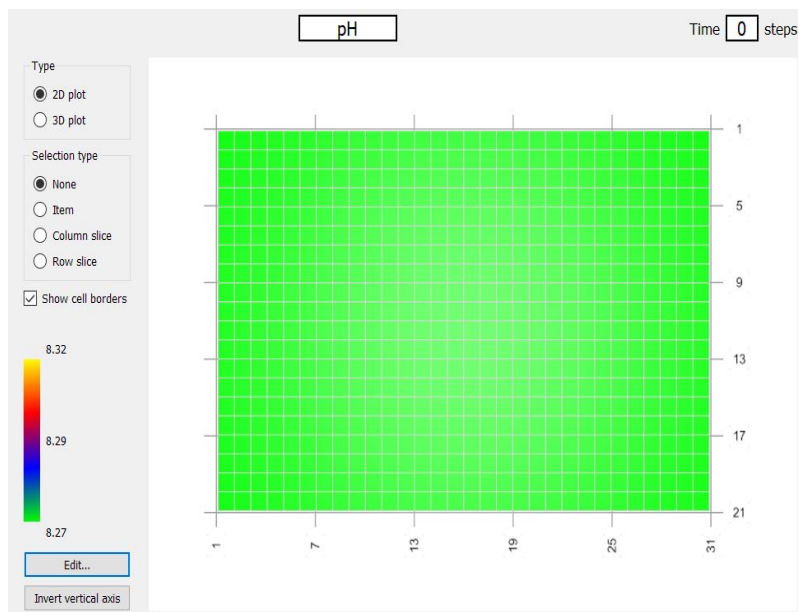 pH
Time 0 steps
Type
2D plot
3D plot
Selection type
None
Item
Column slice
Row slice
Show cell borders
8.32
8.29
8.27
Edit...
Invert vertical axis
1
5
9
13
17
21
1 7 13 19 25 31